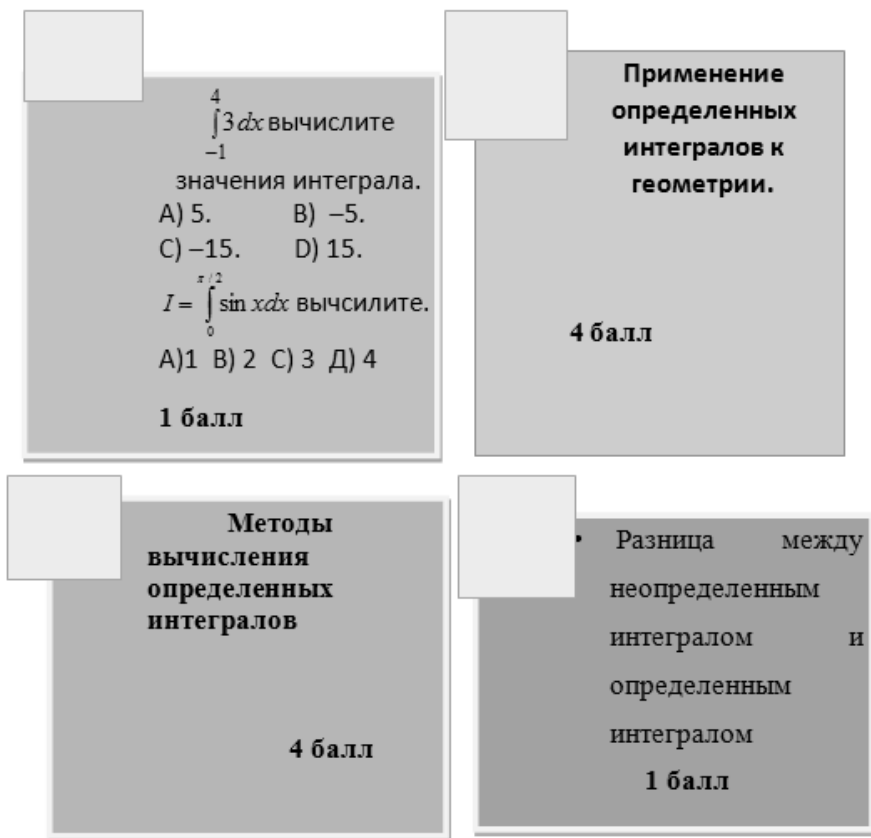 4
∫3 dx вычислите
−1
значения интеграла.
А) 5. В) −5.
С) −15. D) 15.
π/2
I = ∫ sin xdx вычсилите.
0
А)1 В) 2 С) 3 Д) 4
1 балл
Применение
определенных
интегралов к
геометрии.
4 балл
Методы
вычисления
определенных
интегралов
4 балл
• Разница между
неопределенным
интегралом и
определенным
интегралом
1 балл